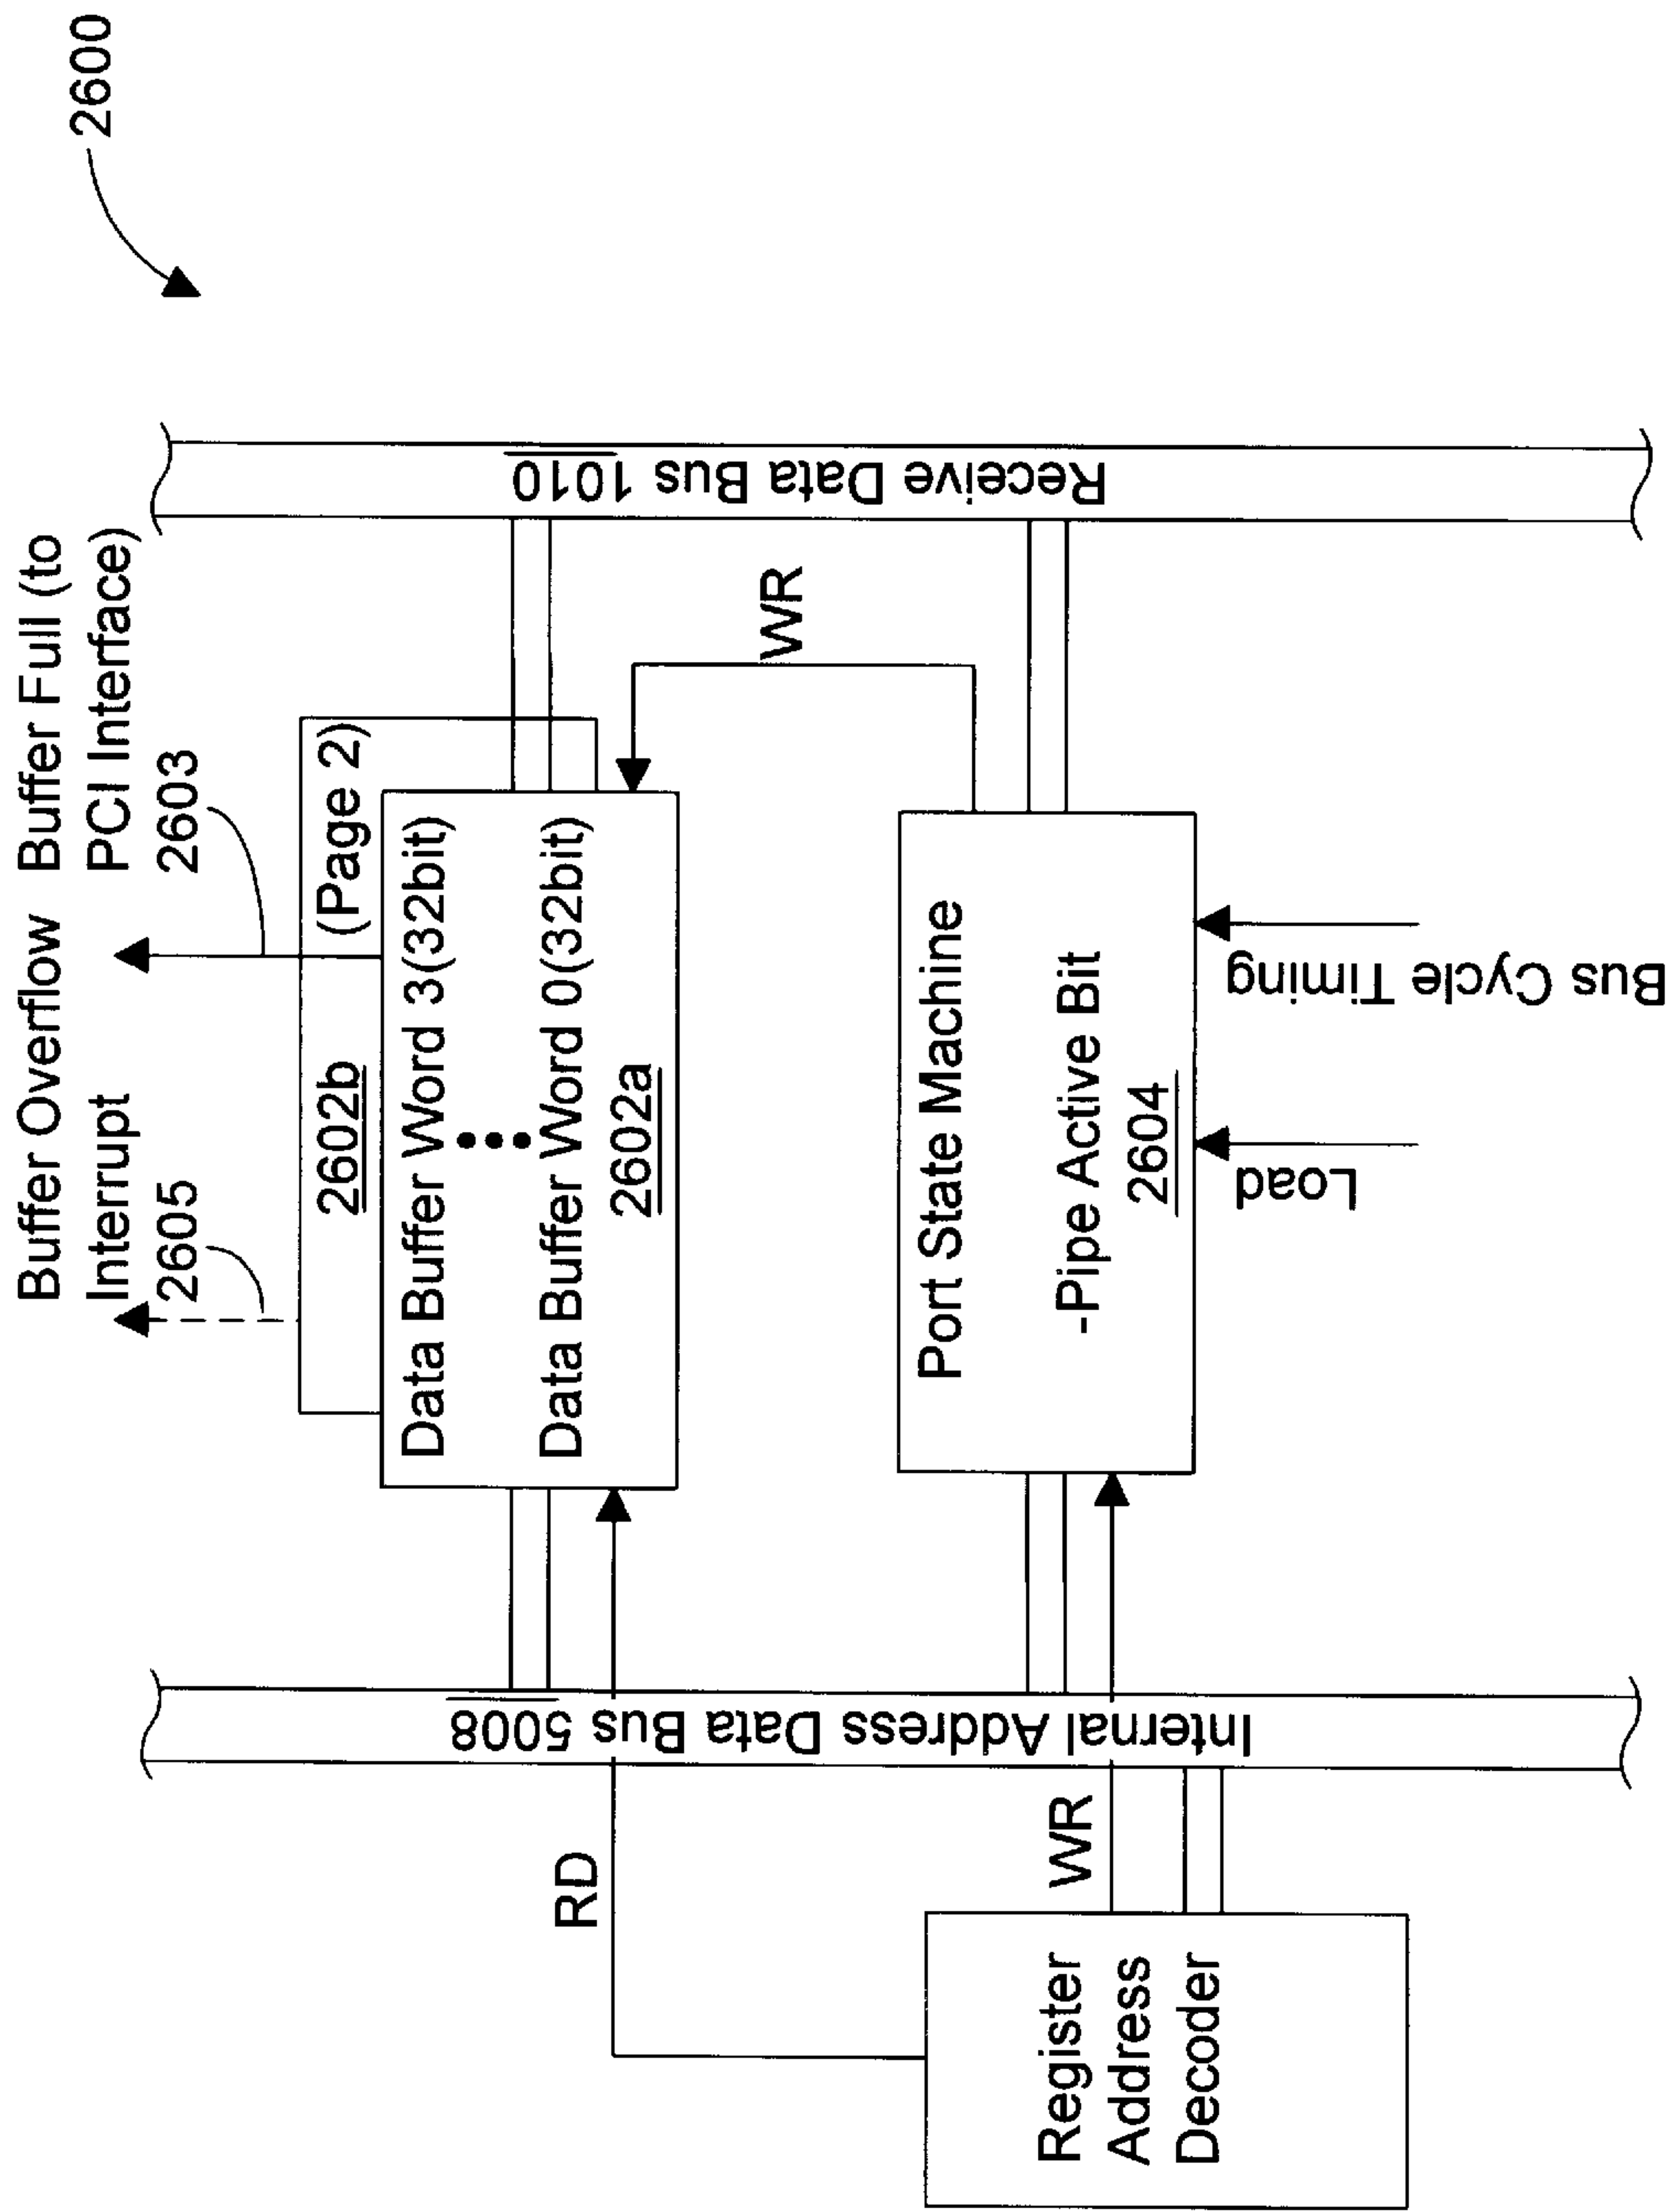 2600
Buffer Overflow
Interrupt
2605
Buffer Full (to
PCI Interface)
2603
2602b
(Page 2)
Data Buffer Word 3(32bit)
Data Buffer Word 0(32bit)
2602a
Receive Data Bus 1010
WR
Internal Address Data Bus 5008
RD
WR
Port State Machine
-Pipe Active Bit
2604
Load
Bus Cycle Timing
Register
Address
Decoder